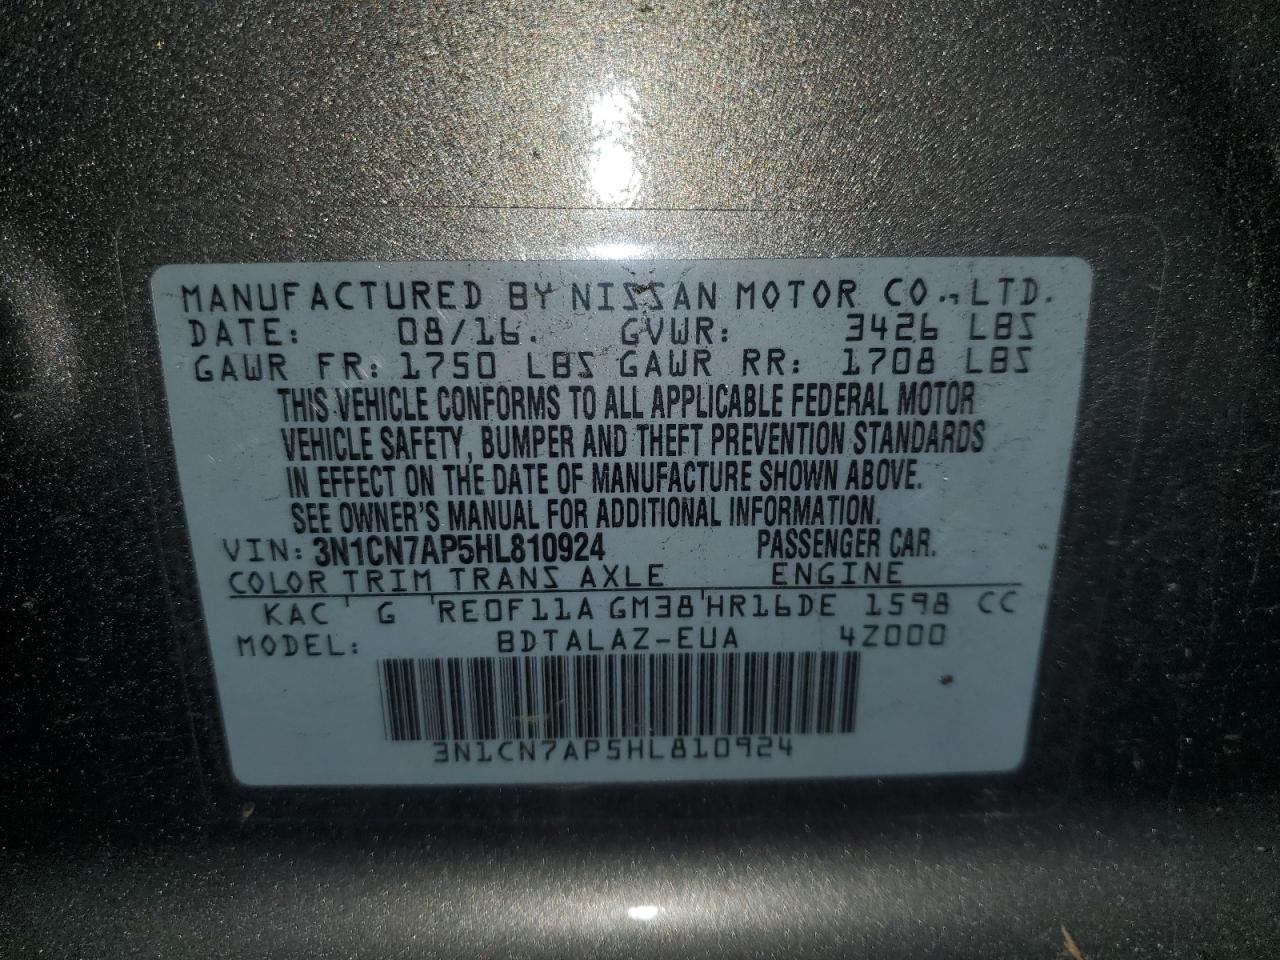 MANUFACTURED BY NISSAN MOTOR CO., LTD.
DATE: 08/16. GVWR: 3426 LBS
GAWR FR: 1750 LBS GAWR RR: 1708 LBS
THIS VEHICLE CONFORMS TO ALL APPLICABLE FEDERAL MOTOR
VEHICLE SAFETY, BUMPER AND THEFT PREVENTION STANDARDS
IN EFFECT ON THE DATE OF MANUFACTURE SHOWN ABOVE.
SEE OWNER'S MANUAL FOR ADDITIONAL INFORMATION.
VIN: 3N1CN7AP5HL810924 PASSENGER CAR.
COLOR TRIM TRANS AXLE ENGINE
KAC G RE0F11A GM38 HR16DE 1598 CC
MODEL: BDTALAZ-EUA 4Z000
3N1CN7AP5HL810924